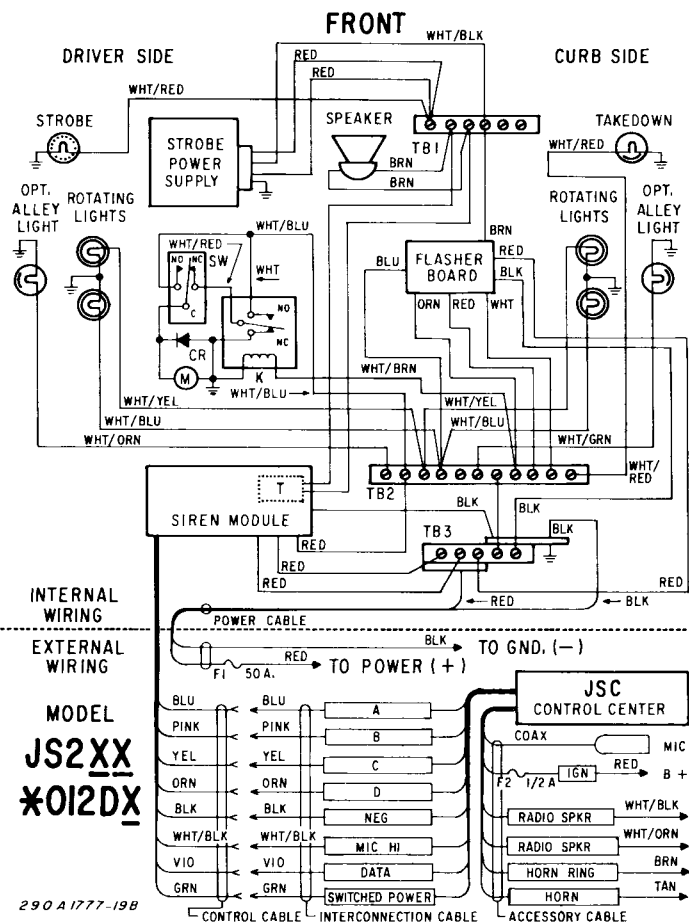 FRONT
DRIVER SIDE
CURB SIDE
WHT/BLK
RED
RED
WHT/RED
STROBE
STROBE
POWER
SUPPLY
SPEAKER
TB1
BRN
BRN
TAKEDOWN
WHT/RED
OPT.
ALLEY
LIGHT
ROTATING
LIGHTS
ROTATING
LIGHTS
OPT.
ALLEY
LIGHT
WHT/BLU
WHT/RED
SW
NO
NC
C
WHT
NO
NC
CR
M
K
BLU
FLASHER
BOARD
BRN
RED
BLK
ORN
RED
WHT
WHT/BLU
WHT/BRN
WHT/YEL
WHT/BLU
WHT/ORN
WHT/YEL
WHT/BLU
WHT/GRN
WHT/
RED
TB2
T
SIREN MODULE
BLK
BLK
BLK
TB3
RED
RED
RED
RED
RED
BLK
POWER CABLE
INTERNAL
WIRING
EXTERNAL
WIRING
BLK
TO GND. (-)
RED
TO POWER (+)
F1
50 A.
MODEL
JS2XX
*012DX
JSC
CONTROL CENTER
BLU
BLU
A
PINK
PINK
B
YEL
YEL
C
ORN
ORN
D
BLK
BLK
NEG
WHT/BLK
WHT/BLK
MIC HI
VIO
VIO
DATA
GRN
GRN
SWITCHED POWER
COAX
MIC
F2
1/2 A
IGN
RED
B +
RADIO SPKR
WHT/BLK
RADIO SPKR
WHT/ORN
HORN RING
BRN
HORN
TAN
290A1777-19B
CONTROL CABLE
INTERCONNECTION CABLE
ACCESSORY CABLE